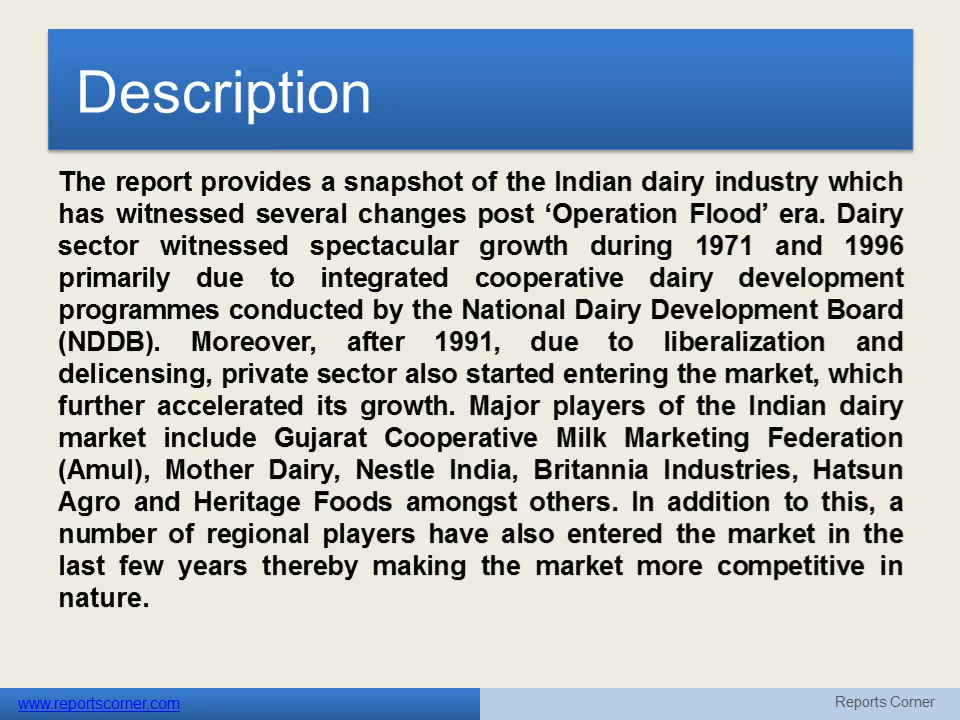 Description
The report provides a snapshot of the Indian dairy industry which
has witnessed several changes post ‘Operation Flood’ era. Dairy
sector witnessed spectacular growth during 1971 and 1996
primarily due to integrated cooperative dairy development
programmes conducted by the National Dairy Development Board
(NDDB). Moreover, after 1991, due to liberalization and
delicensing, private sector also started entering the market, which
further accelerated its growth. Major players of the Indian dairy
market include Gujarat Cooperative Milk Marketing Federation
(Amul), Mother Dairy, Nestle India, Britannia Industries, Hatsun
Agro and Heritage Foods amongst others. In addition to this, a
number of regional players have also entered the market in the
last few years thereby making the market more competitive in
nature.
www.reportscorner.com
Reports Corner